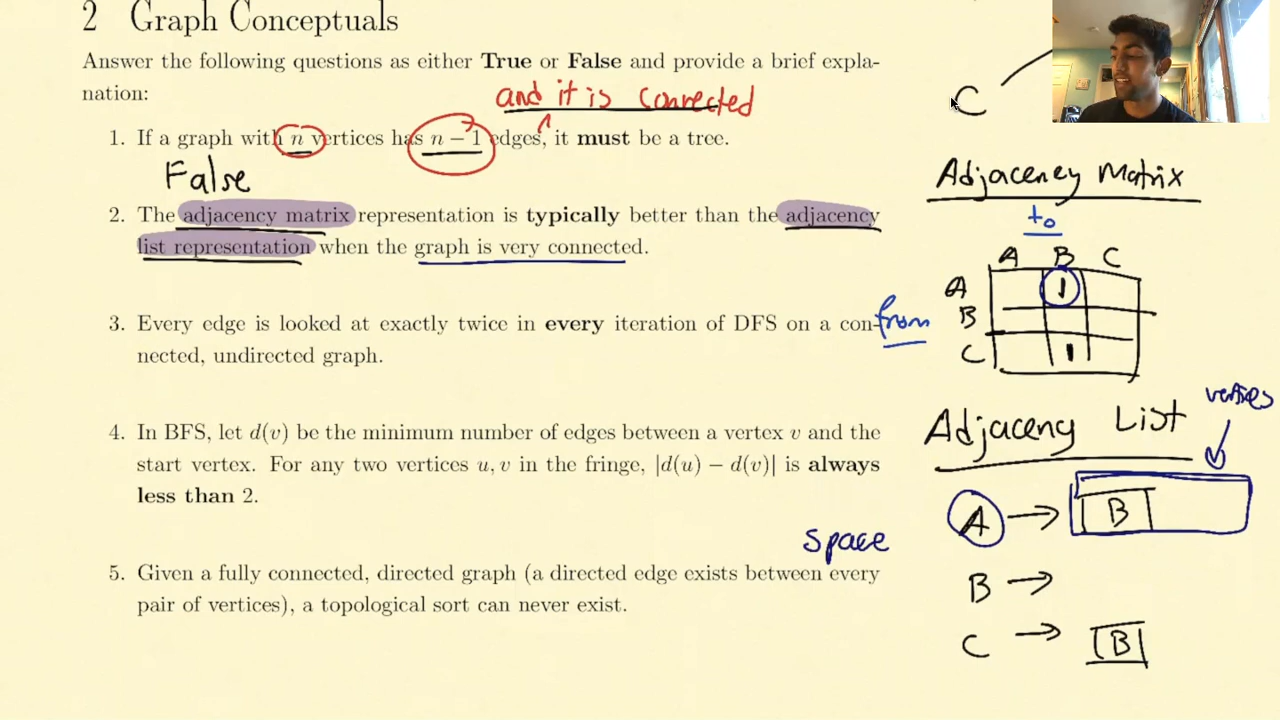 2 Graph Conceptuals
Answer the following questions as either True or False and provide a brief expla-
nation:
and it is connected
1. If a graph with n vertices has n − 1 edges, it must be a tree.
False
2. The adjacency matrix representation is typically better than the adjacency
list representation when the graph is very connected.
3. Every edge is looked at exactly twice in every iteration of DFS on a con-
nected, undirected graph.
4. In BFS, let d(v) be the minimum number of edges between a vertex v and the
start vertex. For any two vertices u, v in the fringe, |d(u) − d(v)| is always
less than 2.
space
5. Given a fully connected, directed graph (a directed edge exists between every
pair of vertices), a topological sort can never exist.
C
Adjacency Matrix
to
A B C
A 1
from B
C 1
vertices
Adjaceny List
A → B
B →
C → B